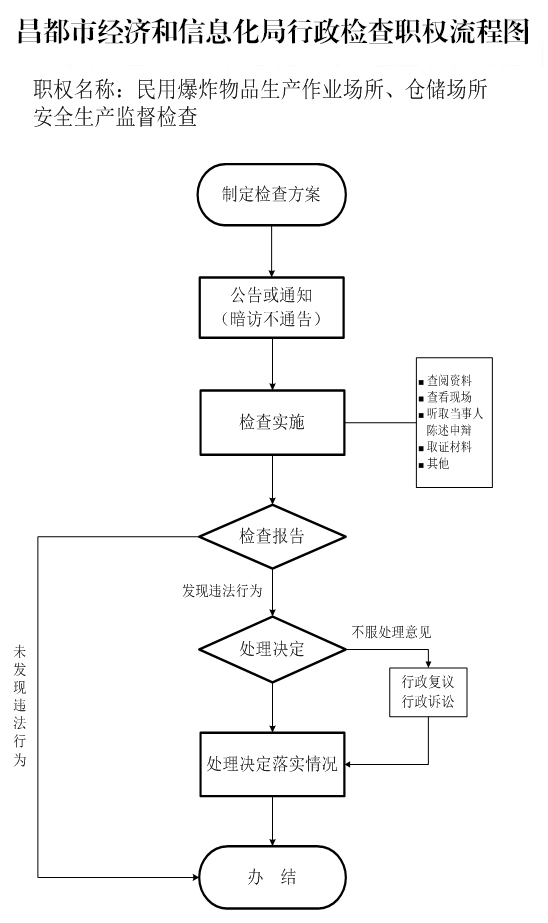 昌都市经济和信息化局行政检查职权流程图
职权名称：民用爆炸物品生产作业场所、仓储场所
安全生产监督检查
制定检查方案
公告或通知
（暗访不通告）
检查实施
■ 查阅资料
■ 查看现场
■ 听取当事人
陈述申辩
■ 取证材料
■ 其他
检查报告
发现违法行为
未发现违法行为
处理决定
不服处理意见
行政复议
行政诉讼
处理决定落实情况
办 结